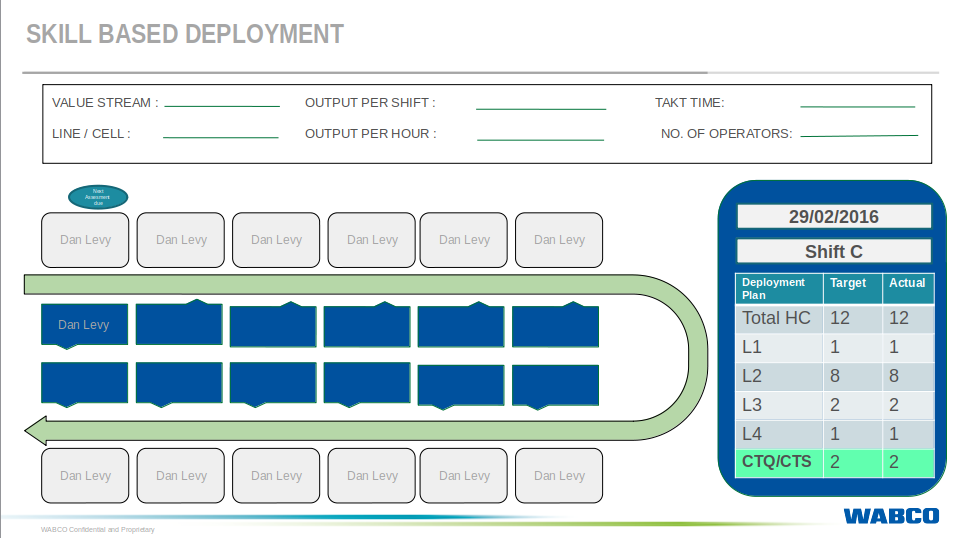 SKILL BASED DEPLOYMENT
VALUE STREAM : OUTPUT PER SHIFT : TAKT TIME:
LINE / CELL : OUTPUT PER HOUR : NO. OF OPERATORS:
Next
Assessment
due
Dan Levy Dan Levy Dan Levy Dan Levy Dan Levy Dan Levy
Dan Levy
Dan Levy Dan Levy Dan Levy Dan Levy Dan Levy Dan Levy
29/02/2016
Shift C
Deployment Plan Target Actual
Total HC 12 12
L1 1 1
L2 8 8
L3 2 2
L4 1 1
CTQ/CTS 2 2
WABCO Confidential and Proprietary
WABCO